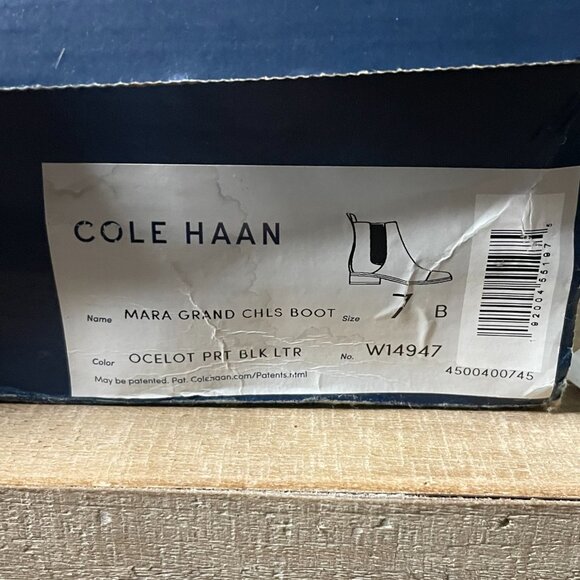 COLE HAAN
Name MARA GRAND CHLS BOOT Size 7 B
Color OCELOT PRT BLK LTR No. W14947
May be patented. Pat. Colehaan.com/Patents.html
4500400745